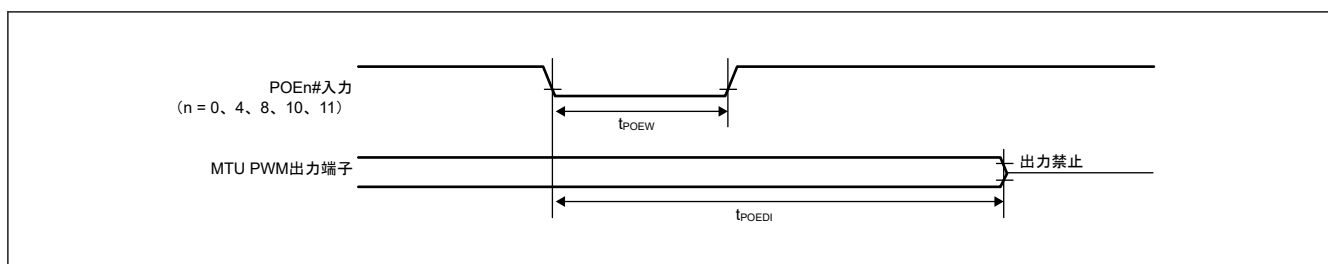 POEn#入力
（n = 0、4、8、10、11）
tPOEW
MTU PWM出力端子
出力禁止
tPOEDI